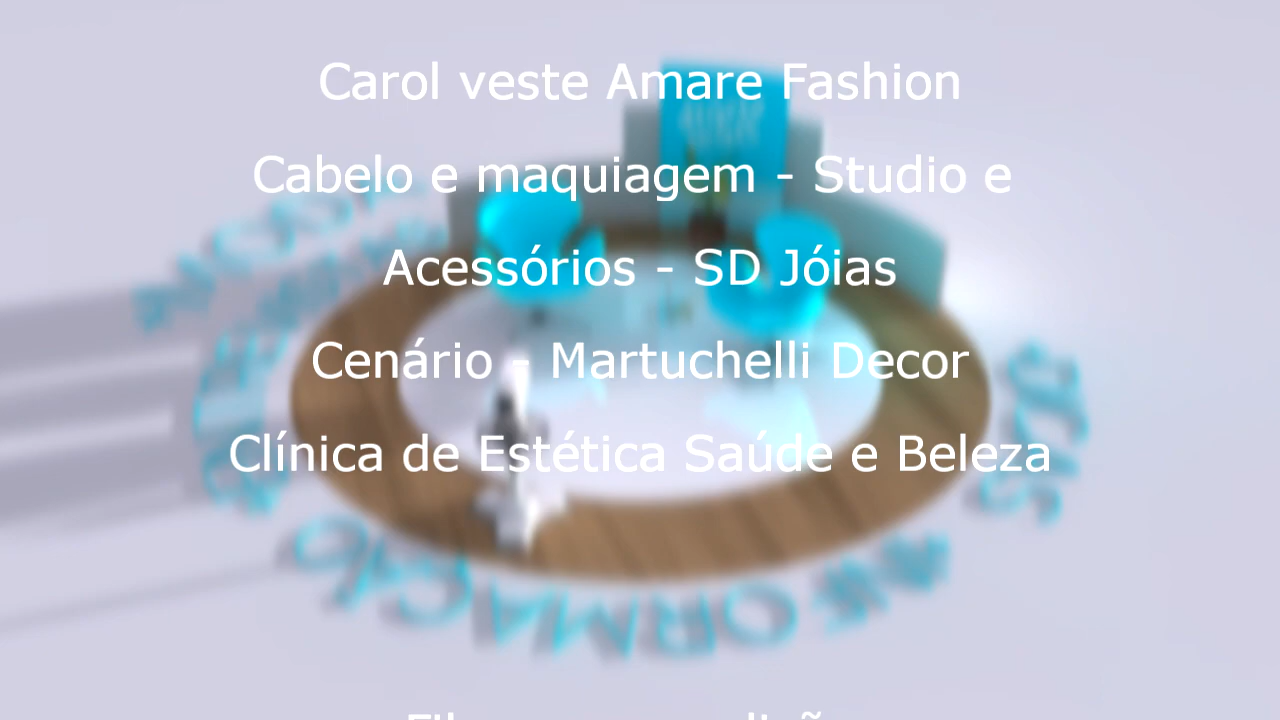 Carol veste Amare Fashion
Cabelo e maquiagem - Studio e
Acessórios - SD Jóias
Cenário - Martuchelli Decor
Clínica de Estética Saúde e Beleza